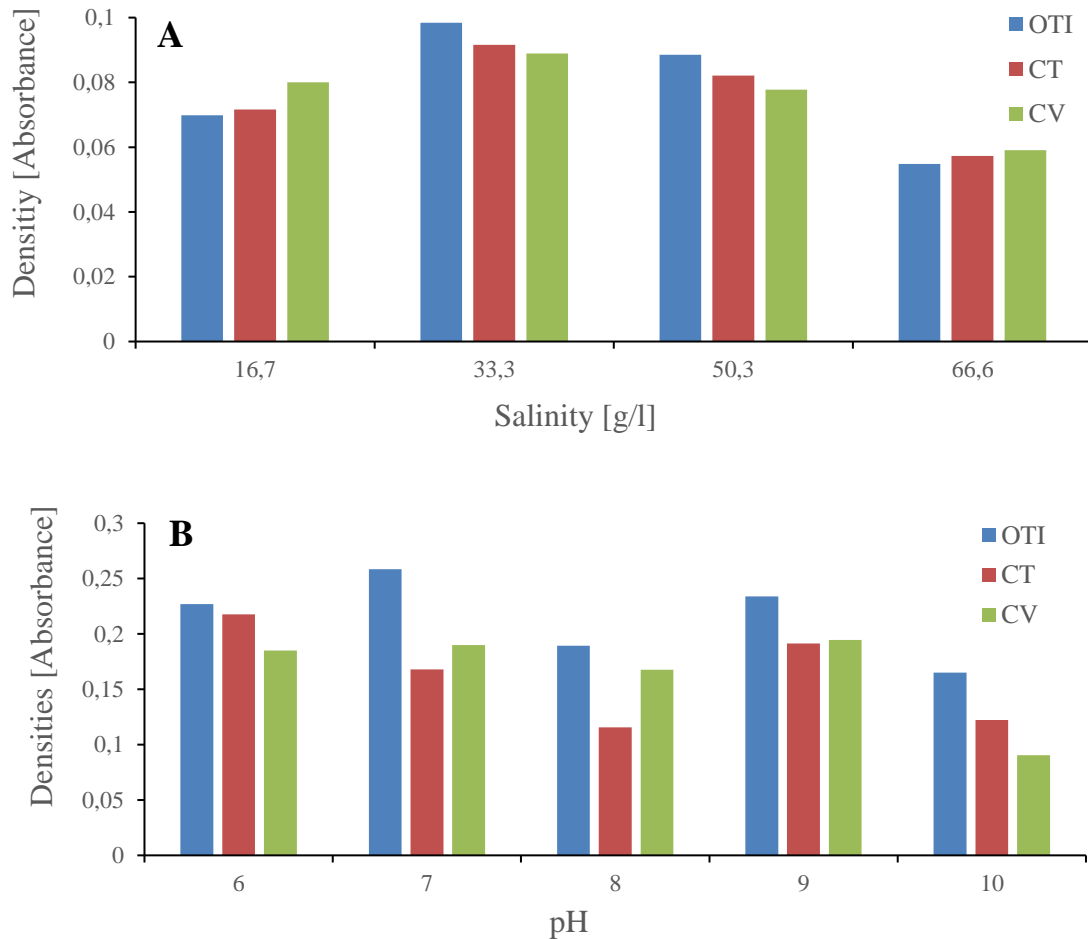 A
Densitiy [Absorbance]
0,1
0,08
0,06
0,04
0,02
0
16,7 33,3 50,3 66,6
Salinity [g/l]
OTI
CT
CV
B
Densities [Absorbance]
0,3
0,25
0,2
0,15
0,1
0,05
0
6 7 8 9 10
pH
OTI
CT
CV